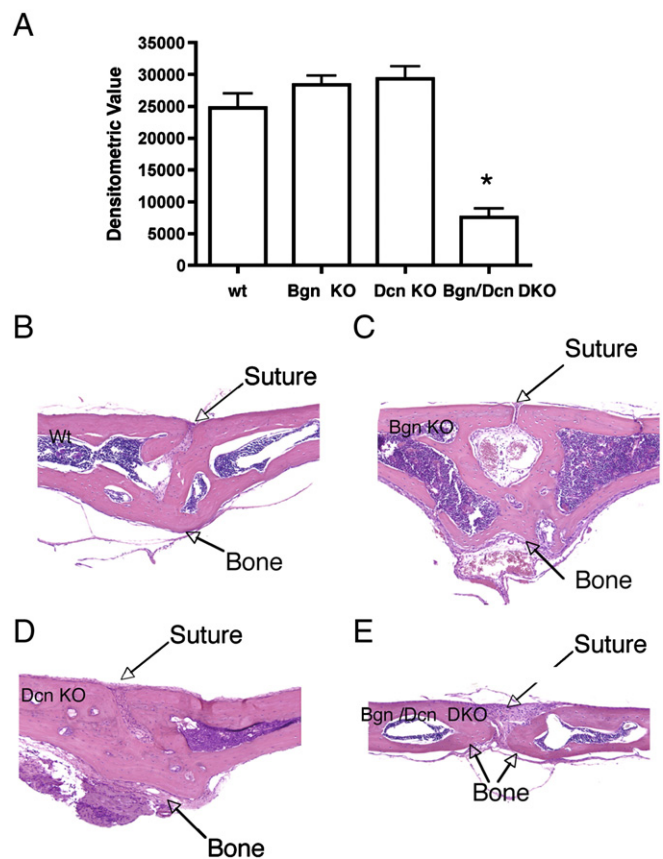 A
Densitometric Value
35000
30000
25000
20000
15000
10000
5000
0
*
wt
Bgn KO
Dcn KO
Bgn/Dcn DKO
B
Suture
Wt
Bone
C
Suture
Bgn KO
Bone
D
Suture
Dcn KO
Bone
E
Suture
Bgn /Dcn DKO
Bone